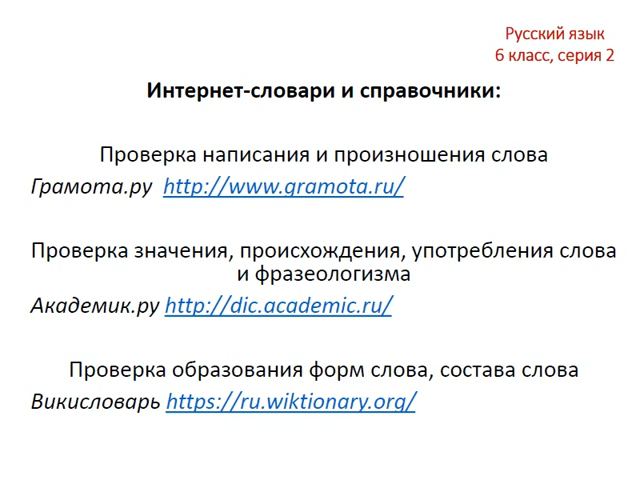 Русский язык
6 класс, серия 2
Интернет-словари и справочники:
Проверка написания и произношения слова
Грамота.ру http://www.gramota.ru/
Проверка значения, происхождения, употребления слова
и фразеологизма
Академик.ру http://dic.academic.ru/
Проверка образования форм слова, состава слова
Викисловарь https://ru.wiktionary.org/